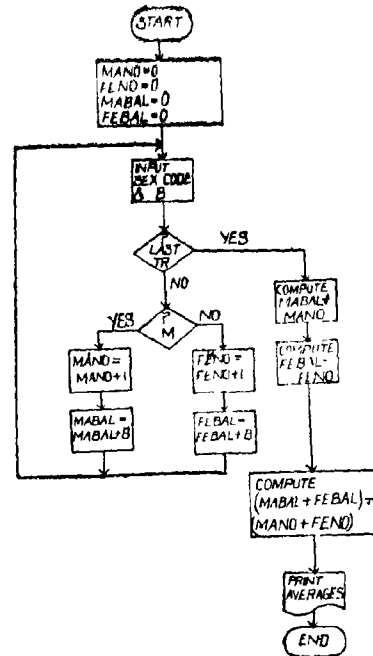 START
MANO=0
FENO=0
MABAL=0
FEBAL=0
INPUT
SEX CODE
& B
?
LAST
TR
YES
NO
?
M
YES
NO
MANO=
MANO+1
FENO=
FENO+1
MABAL=
MABAL+B
FEBAL=
FEBAL+B
COMPUTE
MABAL÷
MANO
COMPUTE
FEBAL÷
FENO
COMPUTE
(MABAL+FEBAL)÷
(MANO+FENO)
PRINT
AVERAGES
END